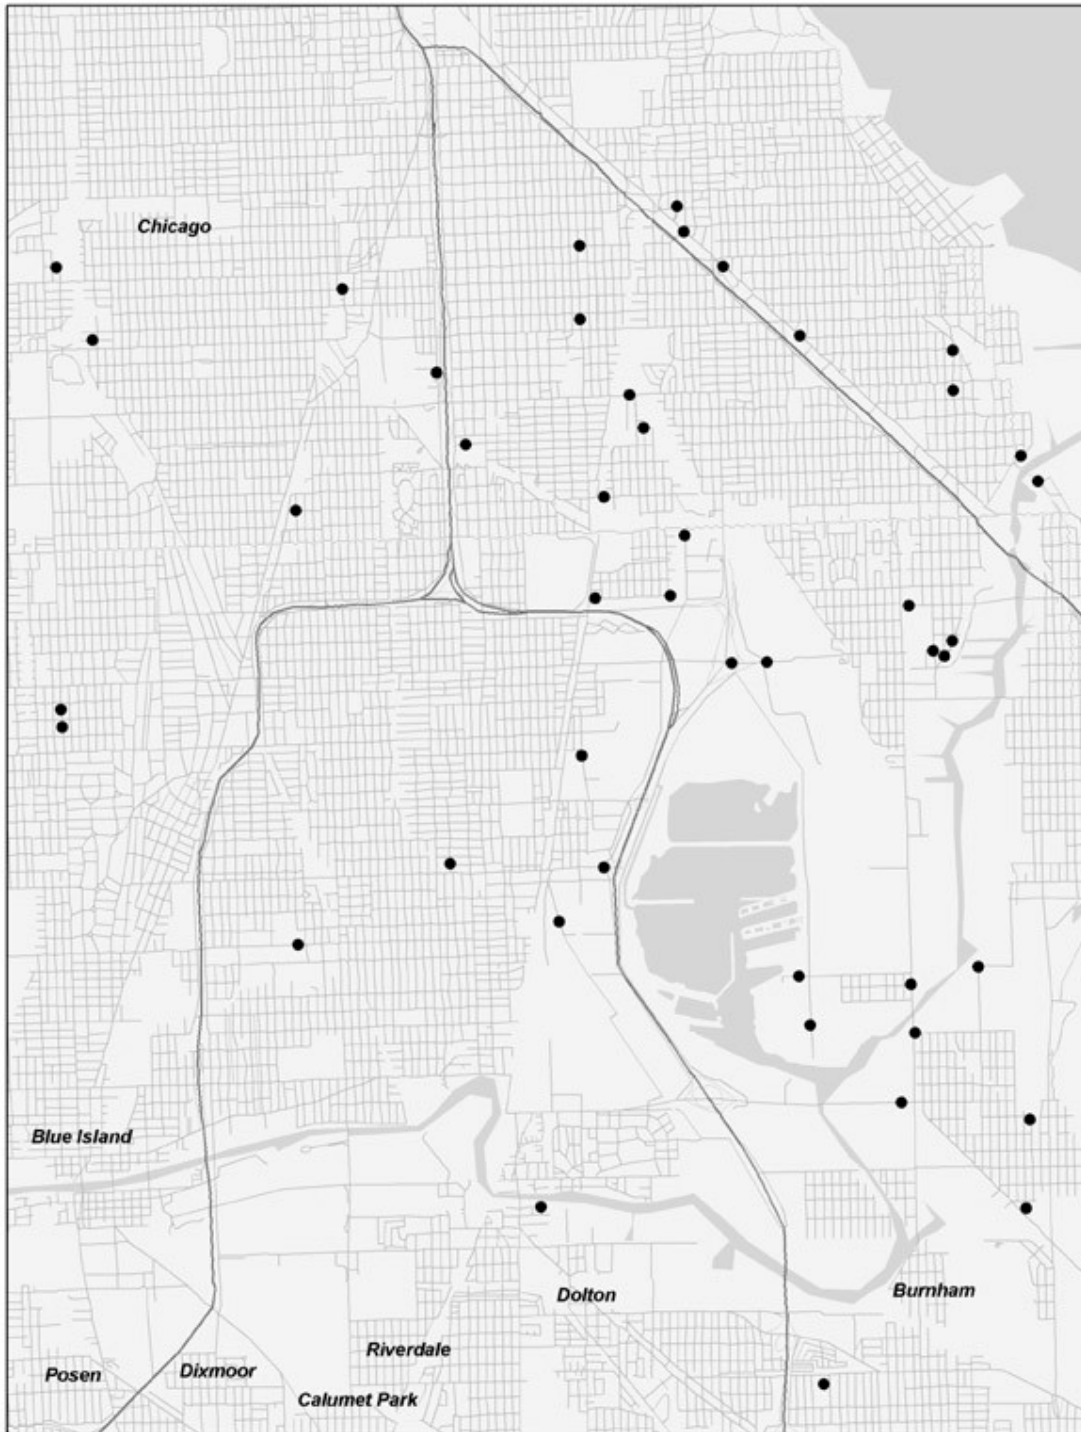 Chicago
Blue Island
Burnham
Dolton
Riverdale
Dixmoor
Posen
Calumet Park